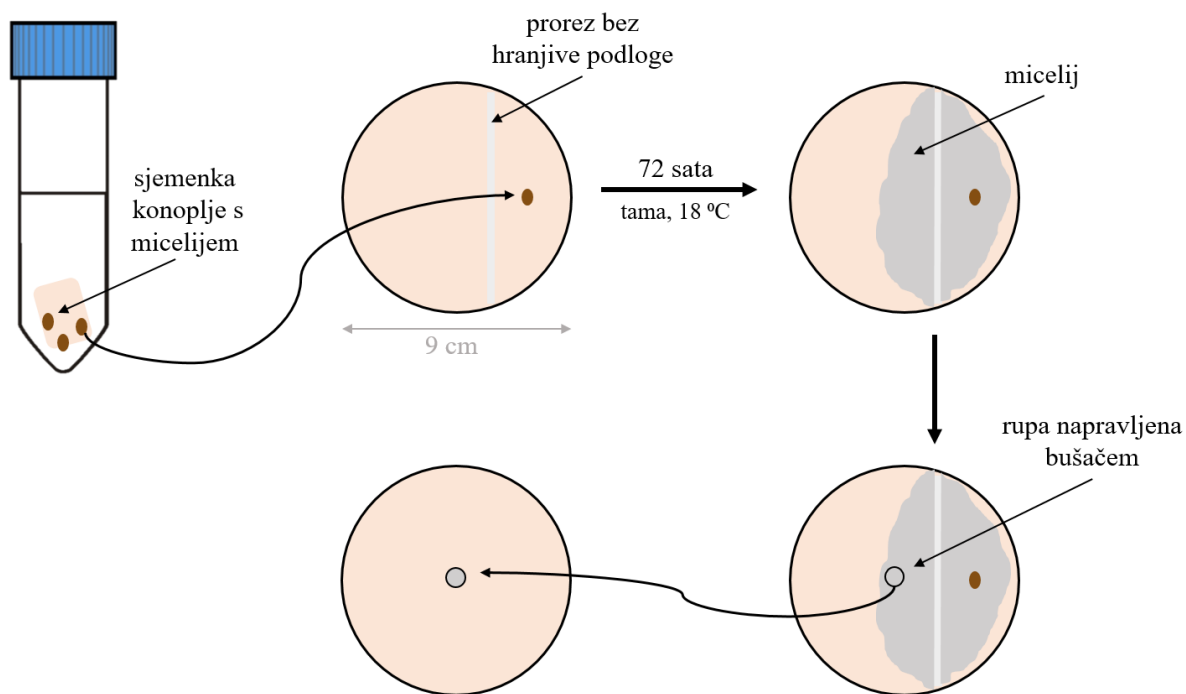 prorez bez
hranjive podloge
micelij
sjemenka
konoplje s
micelijem
72 sata
tama, 18 ºC
9 cm
rupa napravljena
bušačem